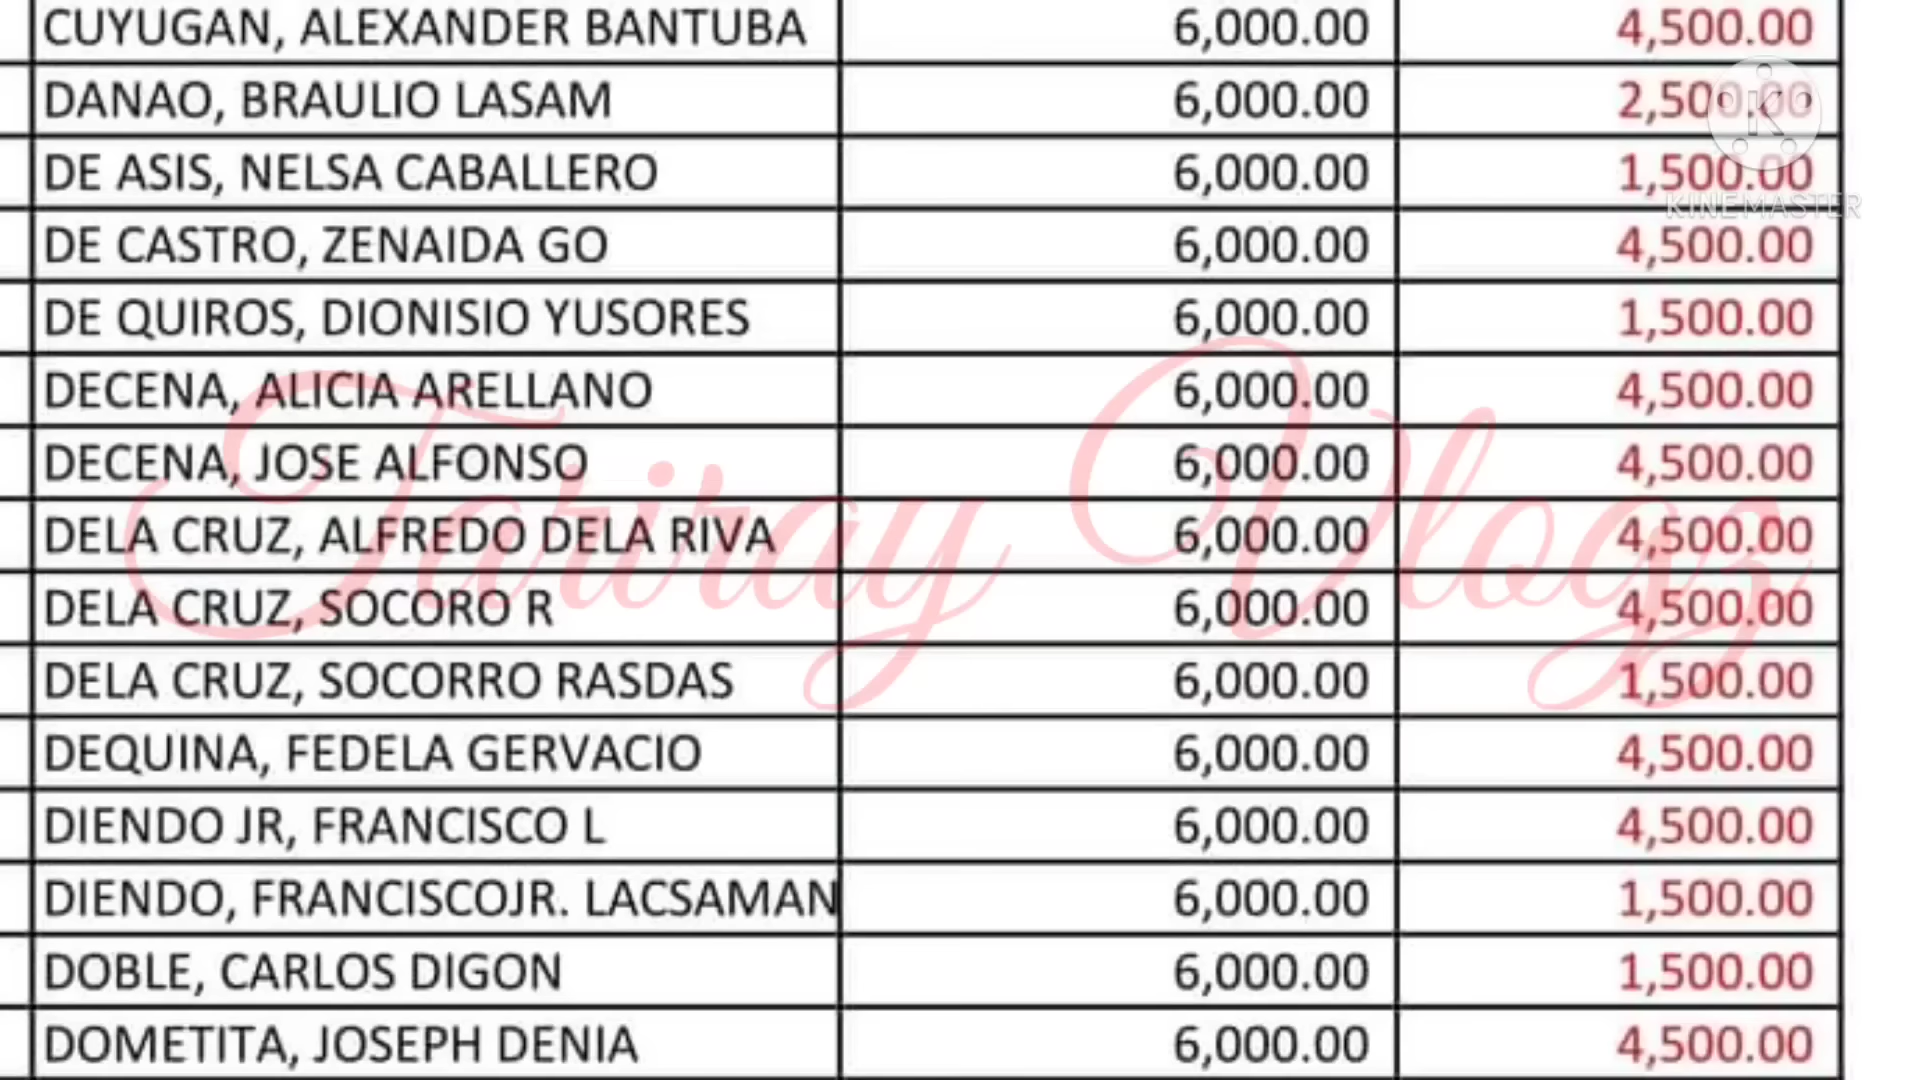 CUYUGAN, ALEXANDER BANTUBA 6,000.00 4,500.00
DANAO, BRAULIO LASAM 6,000.00 2,500.00
DE ASIS, NELSA CABALLERO 6,000.00 1,500.00
KINEMASTER
DE CASTRO, ZENAIDA GO 6,000.00 4,500.00
DE QUIROS, DIONISIO YUSORES 6,000.00 1,500.00
DECENA, ALICIA ARELLANO 6,000.00 4,500.00
DECENA, JOSE ALFONSO 6,000.00 4,500.00
Tariray Vlogz
DELA CRUZ, ALFREDO DELA RIVA 6,000.00 4,500.00
DELA CRUZ, SOCORO R 6,000.00 4,500.00
DELA CRUZ, SOCORRO RASDAS 6,000.00 1,500.00
DEQUINA, FEDELA GERVACIO 6,000.00 4,500.00
DIENDO JR, FRANCISCO L 6,000.00 4,500.00
DIENDO, FRANCISCOJR. LACSAMAN 6,000.00 1,500.00
DOBLE, CARLOS DIGON 6,000.00 1,500.00
DOMETITA, JOSEPH DENIA 6,000.00 4,500.00